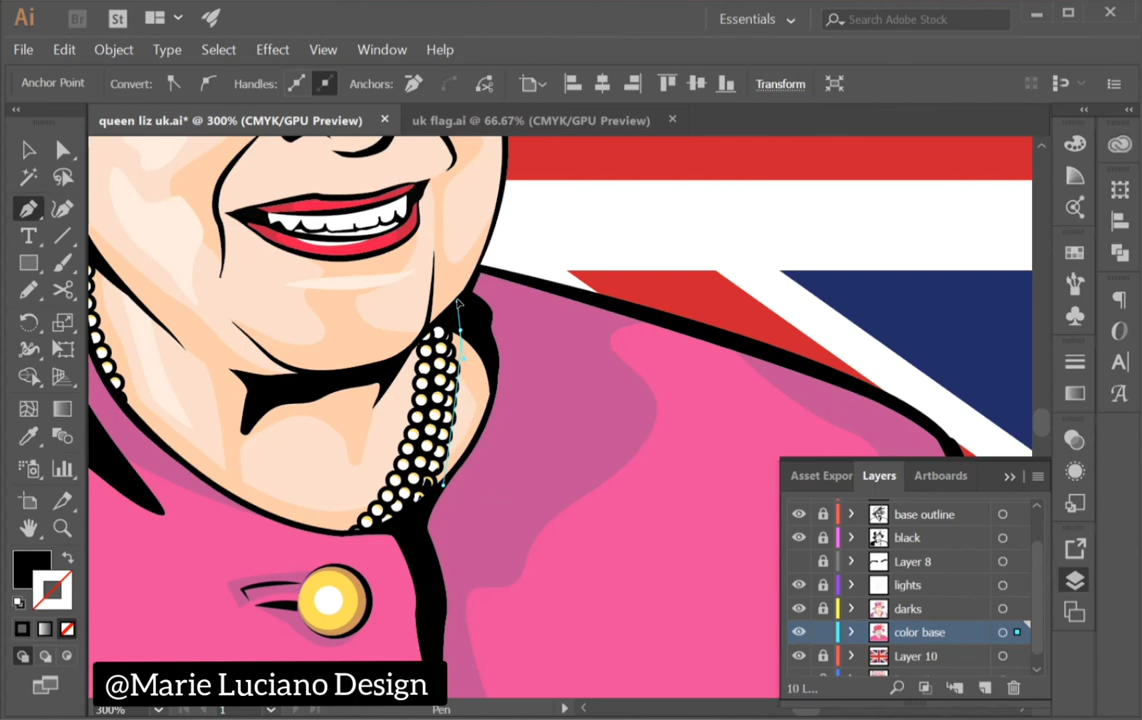 Ai Br St Essentials Search Adobe Stock
File Edit Object Type Select Effect View Window Help
Anchor Point Convert: Handles: Anchors: Transform
queen liz uk.ai* @ 300% (CMYK/GPU Preview) × uk flag.ai @ 66.67% (CMYK/GPU Preview) ×
Asset Expor Layers Artboards
base outline
black
Layer 8
lights
darks
color base
Layer 10
10 L...
@Marie Luciano Design
300% 1 Pen